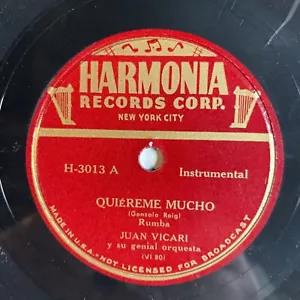 HARMONIA
RECORDS CORP.
NEW YORK CITY
H-3013 A
Instrumental
QUIÉREME MUCHO
(Gonzalo Roig)
Rumba
JUAN VICARI
y su genial orquesta
(VI 80)
MADE IN U.S.A.-NOT LICENSED FOR BROADCAST